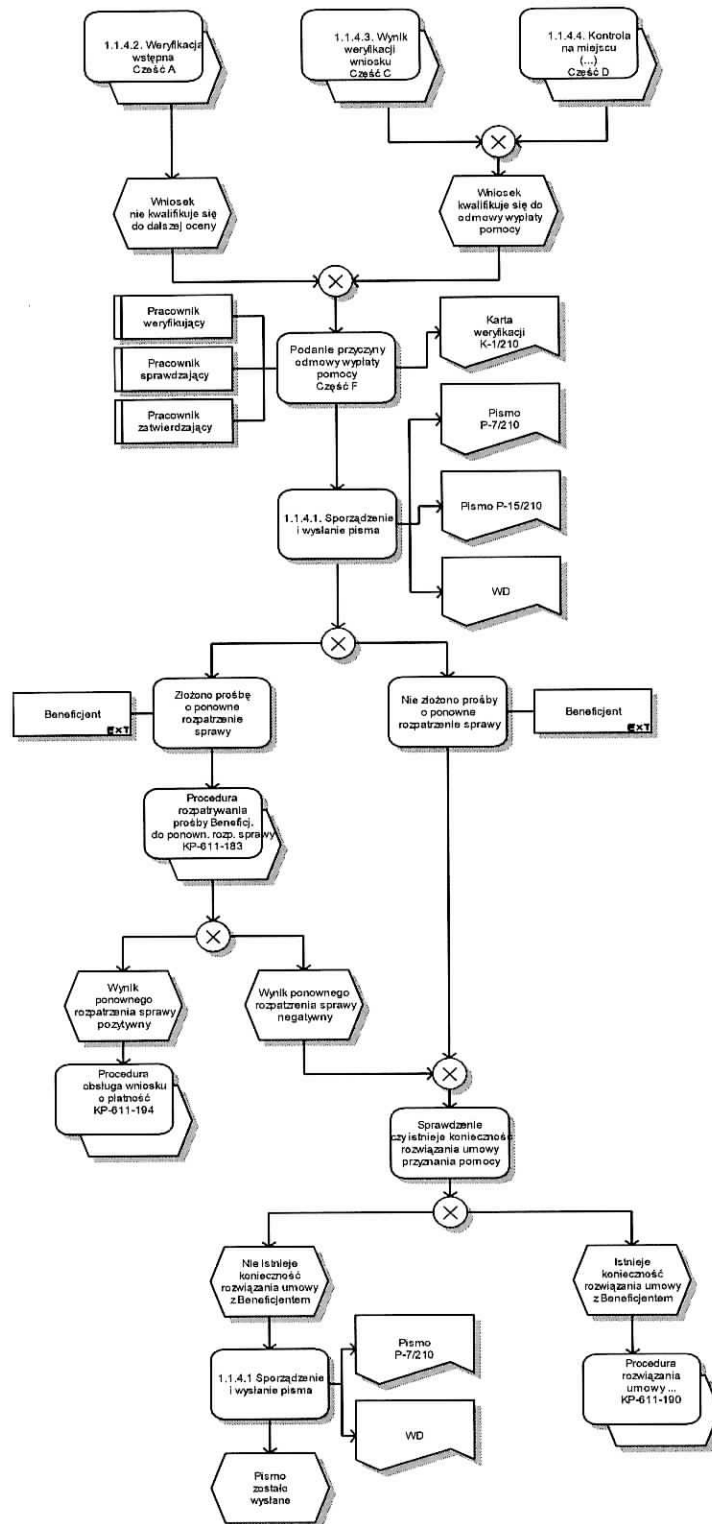 1.1.4.2. Weryfikacja
wstępna
Cześć A
1.1.4.3. Wynik
weryfikacji
wniosku
Część C
1.1.4.4. Kontrola
na miejscu
(...)
Część D
Wniosek
nie kwalifikuje się
do dalszej oceny
Wniosek
kwalifikuje się do
odmowy wypłaty
pomocy
Pracownik
weryfikujący
Pracownik
sprawdzający
Pracownik
zatwierdzający
Podanie przyczyny
odmowy wypłaty
pomocy
Część F
Karta
weryfikacji
K-1/210
Pismo
P-7/210
1.1.4.1. Sporządzenie
i wysłanie pisma
Pismo P-15/210
WD
Beneficjent
EXT
Złożono prośbę
o ponowne
rozpatrzenie
sprawy
Nie złożono prośby
o ponowne
rozpatrzenie sprawy
Beneficjent
EXT
Procedura
rozpatrywania
prośby Beneficj.
do ponown. rozp. sprawy
KP-611-183
Wynik
ponownego
rozpatrzenia sprawy
pozytywny
Wynik ponownego
rozpatzrenia sprawy
negatywny
Procedura
obsługa wniosku
o płatność
KP-611-194
Sprawdzenie
czy istnieje konieczność
rozwiązania umowy
przyznania pomocy
Nie istnieje
konieczność
rozwiązania umowy
z Beneficjentem
Istnieje
konieczność
rozwiązania umowy
z Beneficjentem
1.1.4.1 Sporządzenie
i wysłanie pisma
Pismo
P-7/210
WD
Procedura
rozwiązania
umowy ...
KP-611-190
Pismo
zostało
wysłane